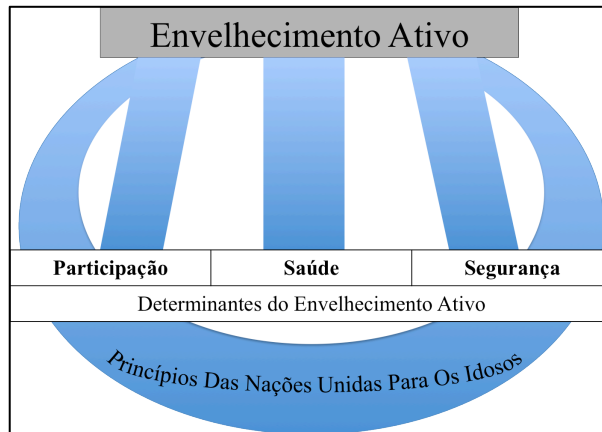 Envelhecimento Ativo
Participação
Saúde
Segurança
Determinantes do Envelhecimento Ativo
Princípios Das Nações Unidas Para Os Idosos